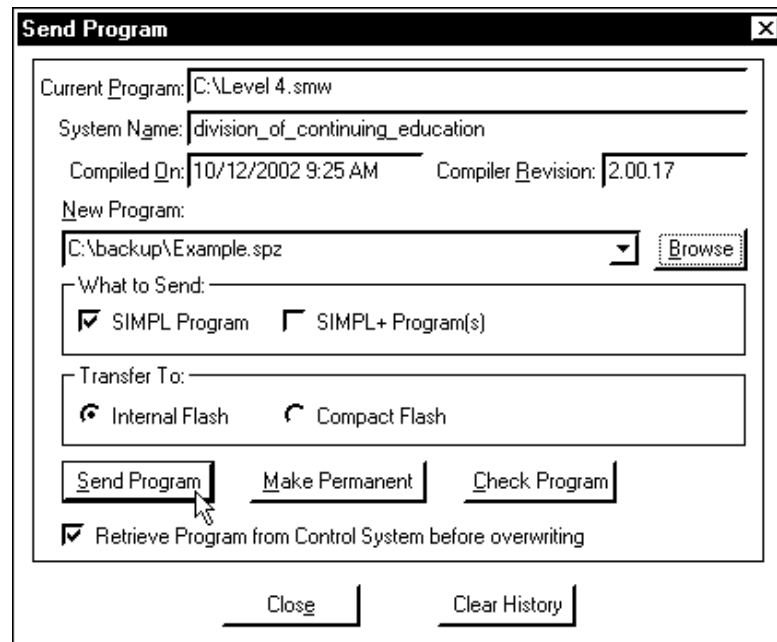 Send Program
Current Program: C:\Level 4.smw
System Name: division_of_continuing_education
Compiled On: 10/12/2002 9:25 AM Compiler Revision: 2.00.17
New Program:
C:\backup\Example.spz Browse
What to Send:
SIMPL Program SIMPL+ Program(s)
Transfer To:
Internal Flash Compact Flash
Send Program Make Permanent Check Program
Retrieve Program from Control System before overwriting
Close Clear History